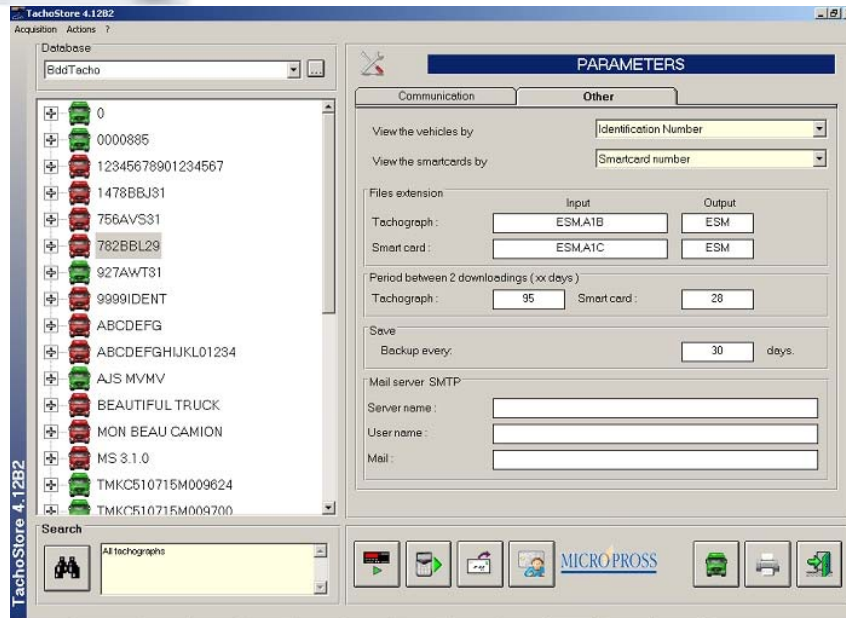 TachoStore 4.12B2
Acquisition Actions ?
Database
BddTacho
...
0
0000885
12345678901234567
1478BBJ31
756AVS31
782BBL29
927AWT31
9999IDENT
ABCDEFG
ABCDEFGHIJKL01234
AJS MVMV
BEAUTIFUL TRUCK
MON BEAU CAMION
MS 3.1.0
TMKC510715M009624
TMKC510715M009700
Search
All tachographs
TachoStore 4.12B2
PARAMETERS
Communication Other
View the vehicles by Identification Number
View the smartcards by Smartcard number
Files extension
Input Output
Tachograph : ESM,A1B ESM
Smart card : ESM,A1C ESM
Period between 2 downloadings ( xx days )
Tachograph : 95 Smart card : 28
Save
Backup every: 30 days.
Mail server SMTP
Server name :
User name :
Mail :
MICROPROSS